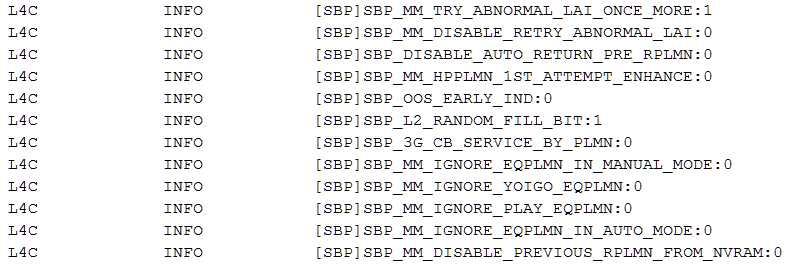 L4C INFO [SBP]SBP_MM_TRY_ABNORMAL_LAI_ONCE_MORE:1
L4C INFO [SBP]SBP_MM_DISABLE_RETRY_ABNORMAL_LAI:0
L4C INFO [SBP]SBP_DISABLE_AUTO_RETURN_PRE_RPLMN:0
L4C INFO [SBP]SBP_MM_HPPLMN_1ST_ATTEMPT_ENHANCE:0
L4C INFO [SBP]SBP_OOS_EARLY_IND:0
L4C INFO [SBP]SBP_L2_RANDOM_FILL_BIT:1
L4C INFO [SBP]SBP_3G_CB_SERVICE_BY_PLMN:0
L4C INFO [SBP]SBP_MM_IGNORE_EQPLMN_IN_MANUAL_MODE:0
L4C INFO [SBP]SBP_MM_IGNORE_YOIGO_EQPLMN:0
L4C INFO [SBP]SBP_MM_IGNORE_PLAY_EQPLMN:0
L4C INFO [SBP]SBP_MM_IGNORE_EQPLMN_IN_AUTO_MODE:0
L4C INFO [SBP]SBP_MM_DISABLE_PREVIOUS_RPLMN_FROM_NVRAM:0